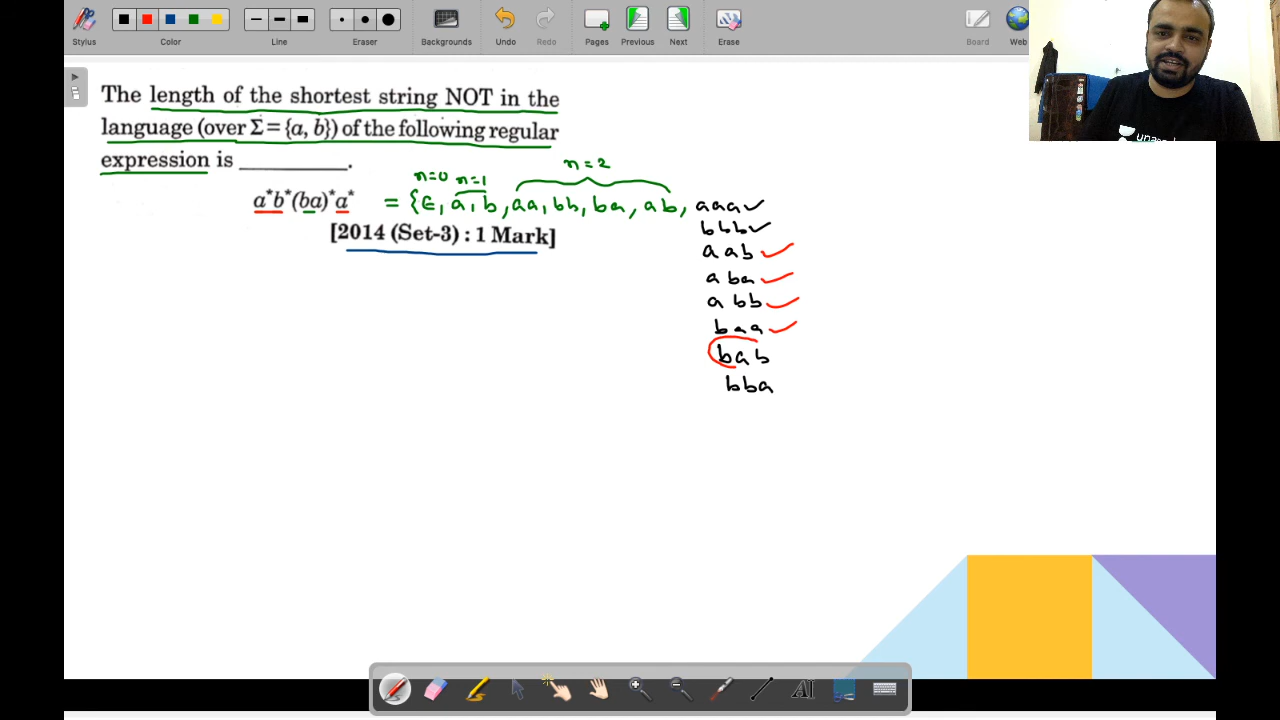 Stylus Color Line Eraser Backgrounds Undo Redo Pages Previous Next Erase Board Web
The length of the shortest string NOT in the
language (over Σ = {a, b}) of the following regular
expression is __________.
n=0 n=1 n=2
a*b*(ba)*a* = {ε, a, b, aa, bb, ba, ab, aaa ✓
bbb ✓
[2014 (Set-3) : 1 Mark]
aab ✓
aba ✓
abb ✓
baa ✓
bab
bba